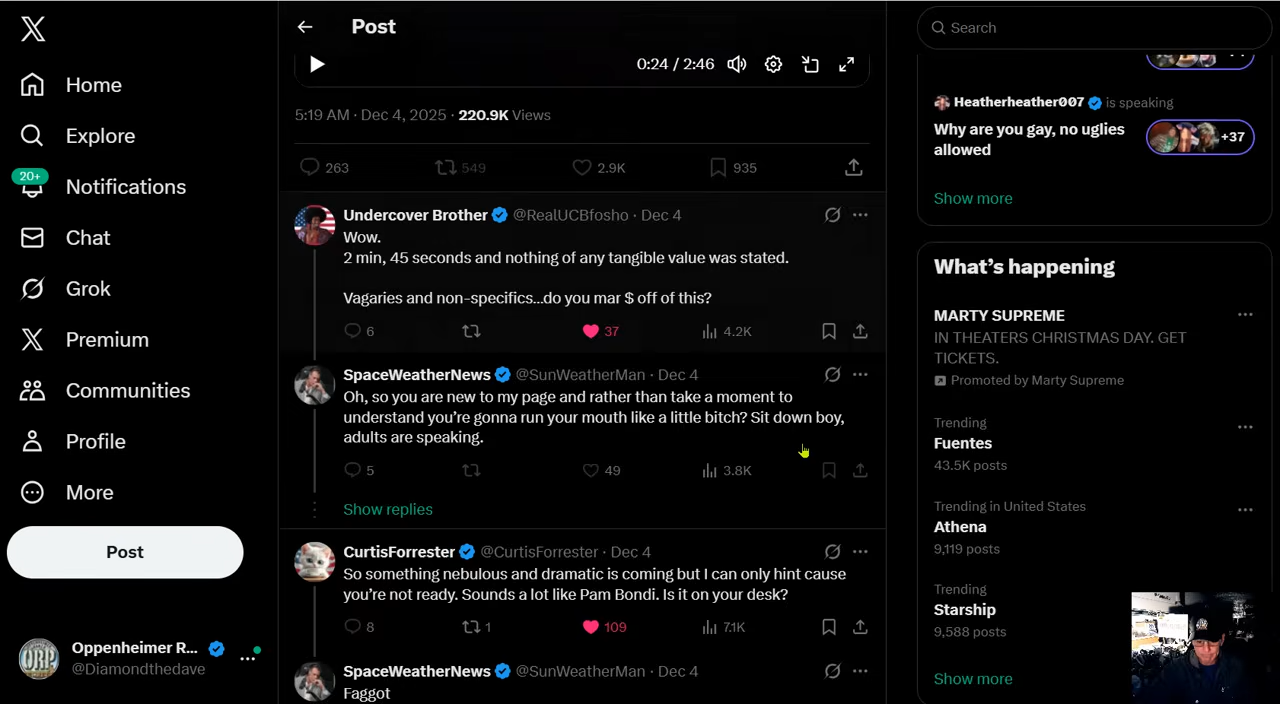 Home
Explore
20+
Notifications
Chat
Grok
Premium
Communities
Profile
More
Post
Oppenheimer R...
@Diamondthedave
Post
0:24 / 2:46
5:19 AM · Dec 4, 2025 · 220.9K Views
263 549 2.9K 935
Undercover Brother @RealUCBfosho · Dec 4
Wow.
2 min, 45 seconds and nothing of any tangible value was stated.
Vagaries and non-specifics...do you mar $ off of this?
6 37 4.2K
SpaceWeatherNews @SunWeatherMan · Dec 4
Oh, so you are new to my page and rather than take a moment to
understand you're gonna run your mouth like a little bitch? Sit down boy,
adults are speaking.
5 49 3.8K
Show replies
CurtisForrester @CurtisForrester · Dec 4
So something nebulous and dramatic is coming but I can only hint cause
you're not ready. Sounds a lot like Pam Bondi. Is it on your desk?
8 1 109 7.1K
SpaceWeatherNews @SunWeatherMan · Dec 4
Faggot
Search
Heatherheather007 is speaking
Why are you gay, no uglies
allowed
+37
Show more
What's happening
MARTY SUPREME
IN THEATERS CHRISTMAS DAY. GET
TICKETS.
Promoted by Marty Supreme
Trending
Fuentes
43.5K posts
Trending in United States
Athena
9,119 posts
Trending
Starship
9,588 posts
Show more